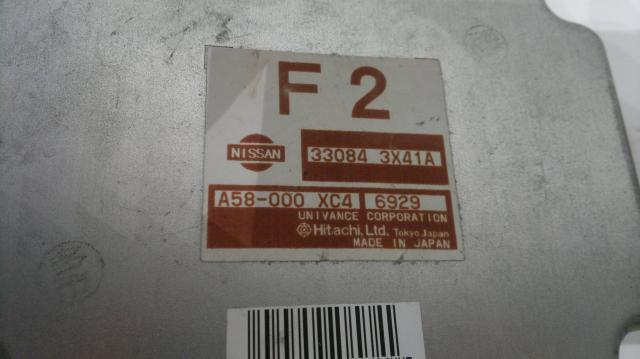 F 2
NISSAN 33084 3X41A
A58-000 XC4 6929
UNIVANCE CORPORATION
Hitachi, Ltd. Tokyo Japan
MADE IN JAPAN